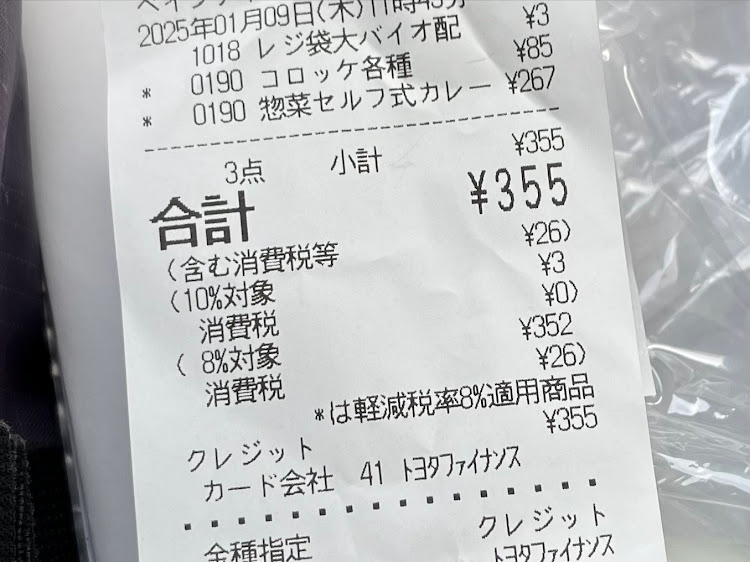 2025年01月09日(木)11時43分
1018 レジ袋大バイオ配 ¥3
* 0190 コロッケ各種 ¥85
* 0190 惣菜セルフ式カレー ¥267
3点 小計 ¥355
合計 ¥355
(含む消費税等 ¥26)
(10%対象 ¥3
消費税 ¥0)
( 8%対象 ¥352
消費税 ¥26)
*は軽減税率8%適用商品
クレジット ¥355
カード会社 41 トヨタファイナンス
金種指定 クレジット
トヨタファイナンス